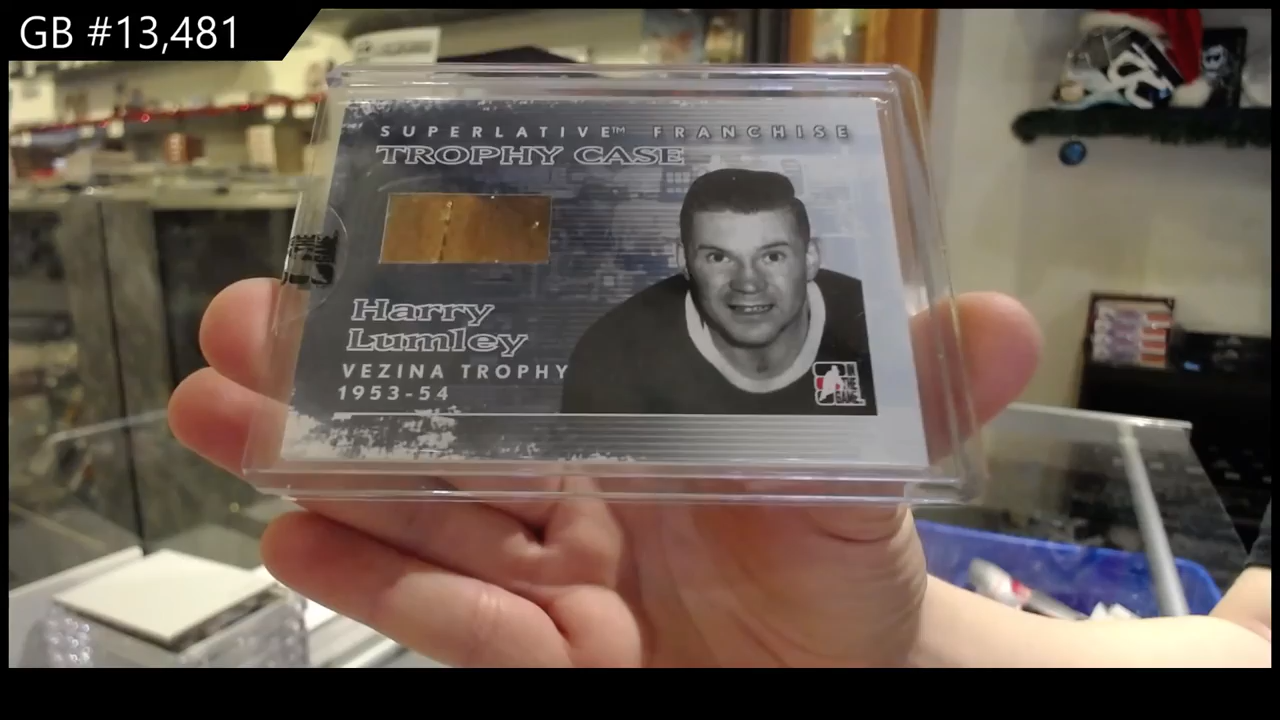 GB #13,481
SUPERLATIVE™ FRANCHISE
TROPHY CASE
Harry
Lumley
VEZINA TROPHY
1953-54